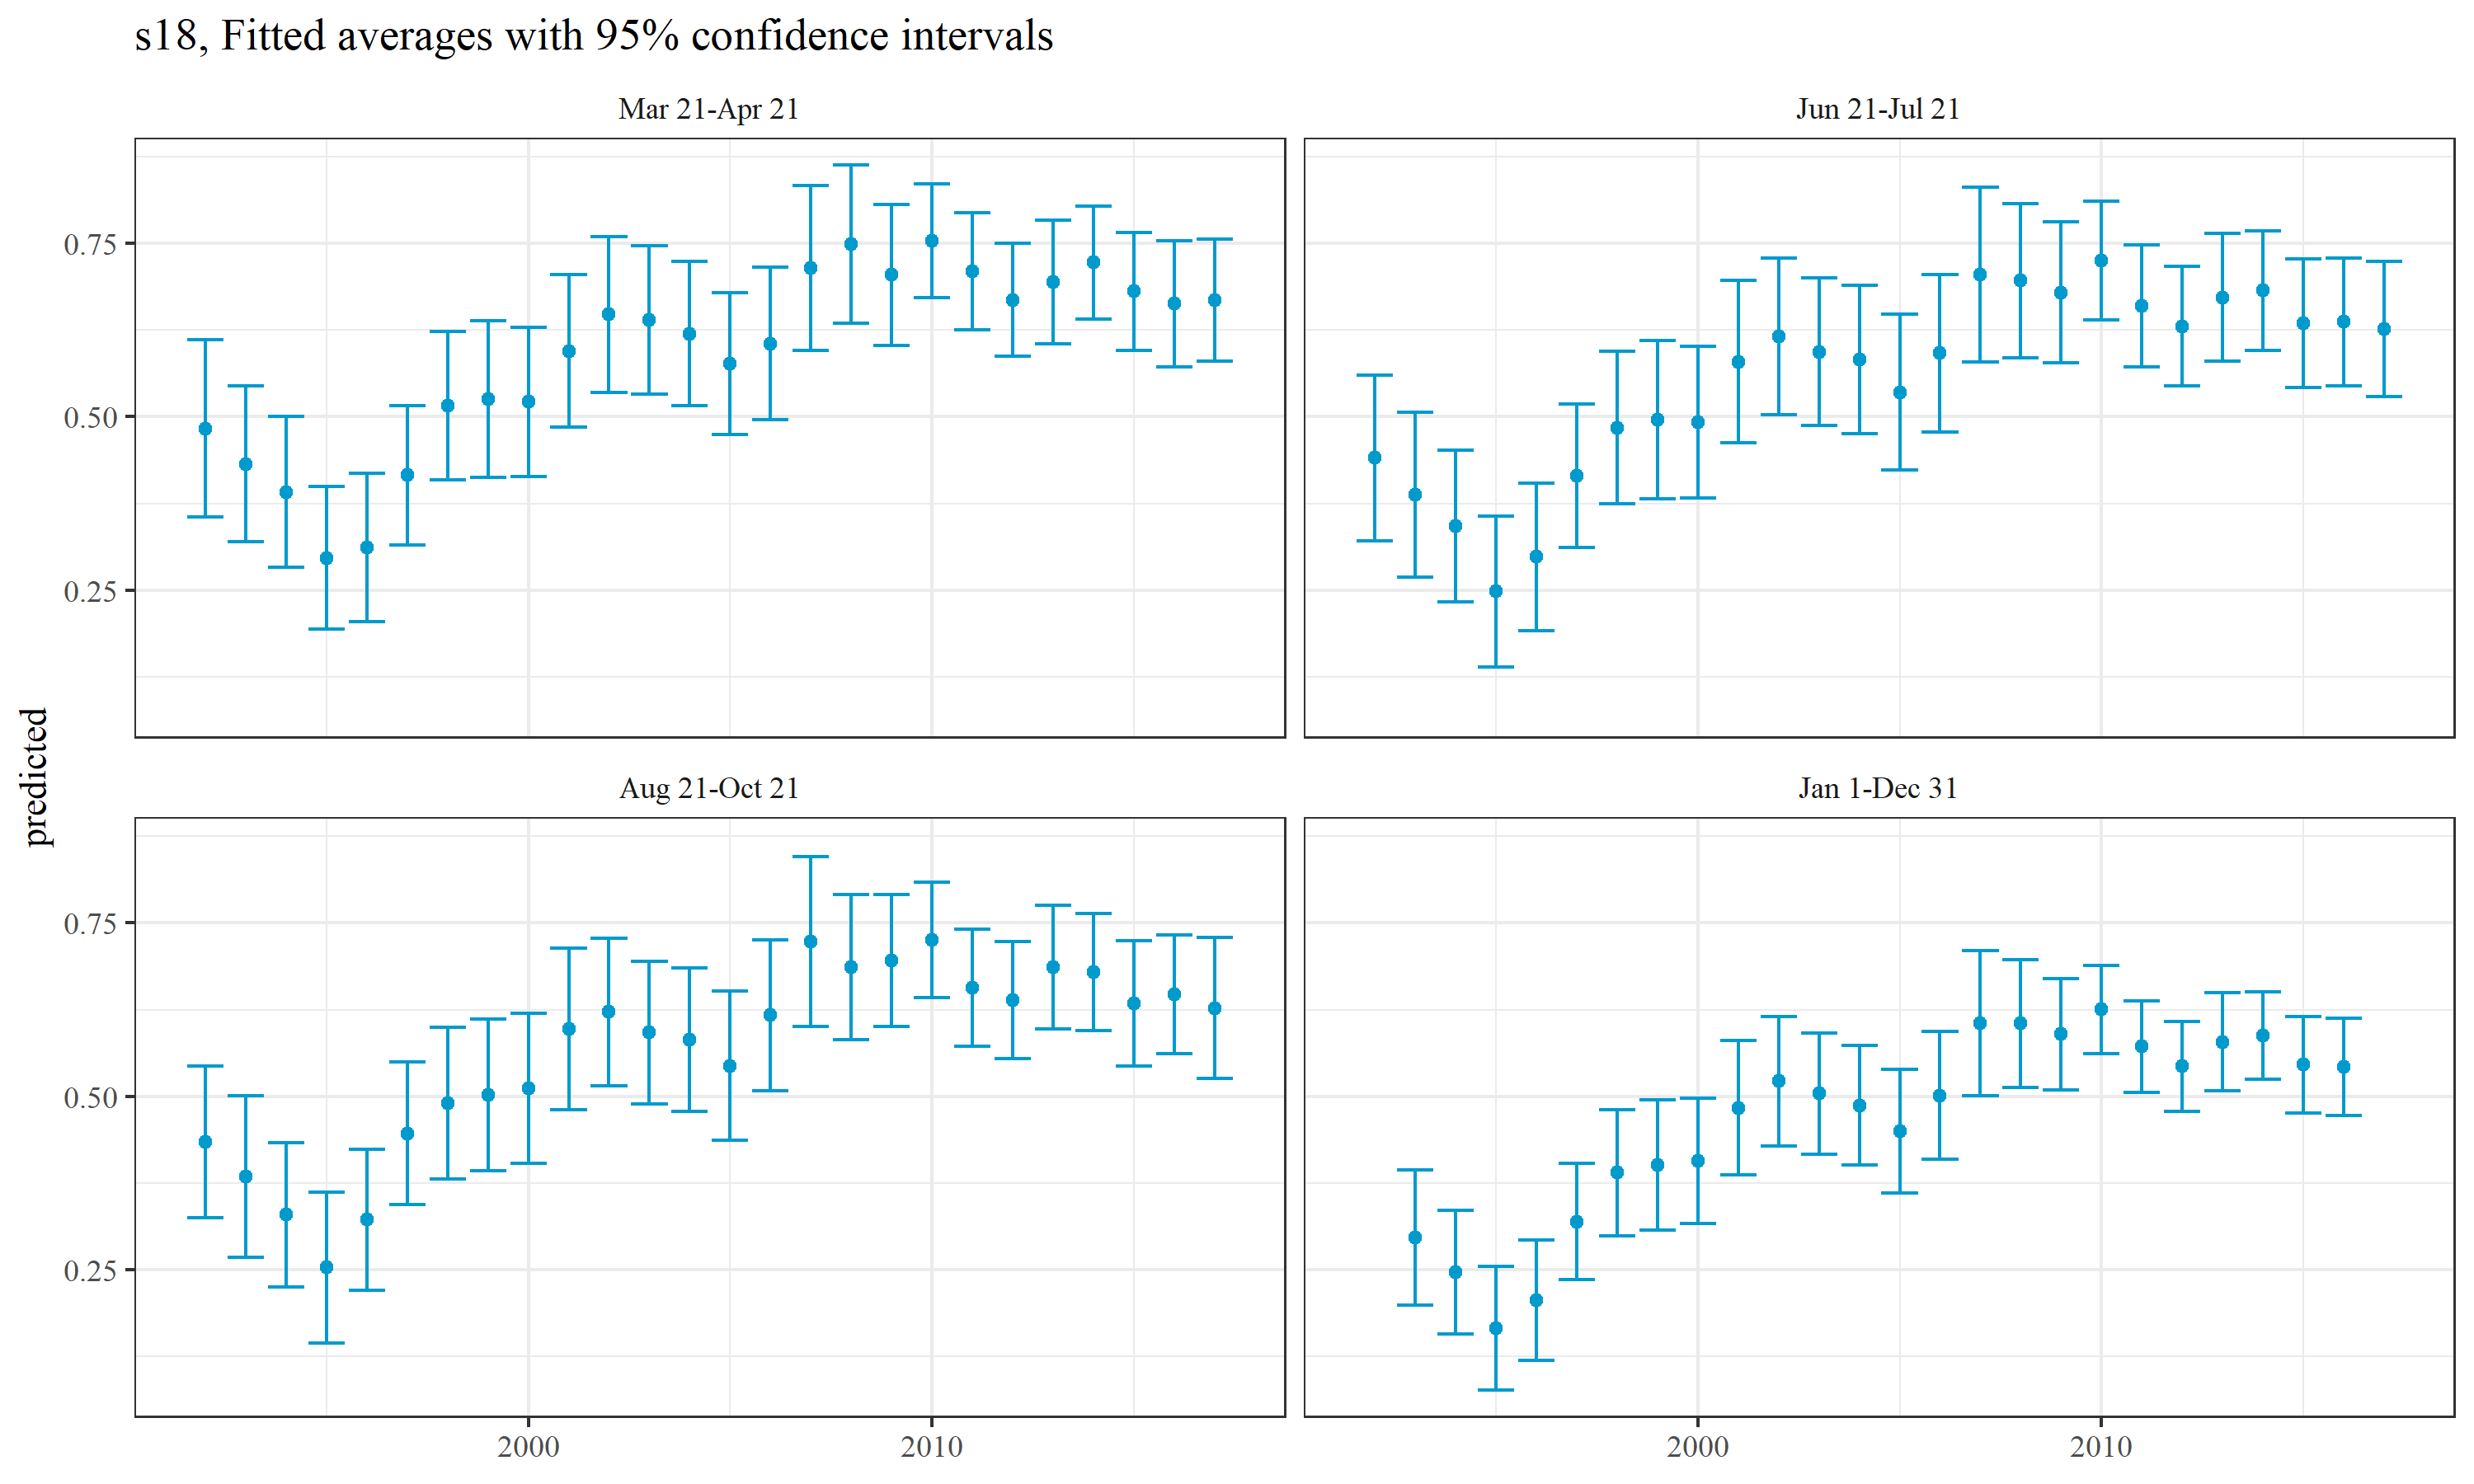 s18, Fitted averages with 95% confidence intervals
Mar 21-Apr 21
Jun 21-Jul 21
0.75
0.50
0.25
predicted
Aug 21-Oct 21
Jan 1-Dec 31
0.75
0.50
0.25
2000
2010
2000
2010